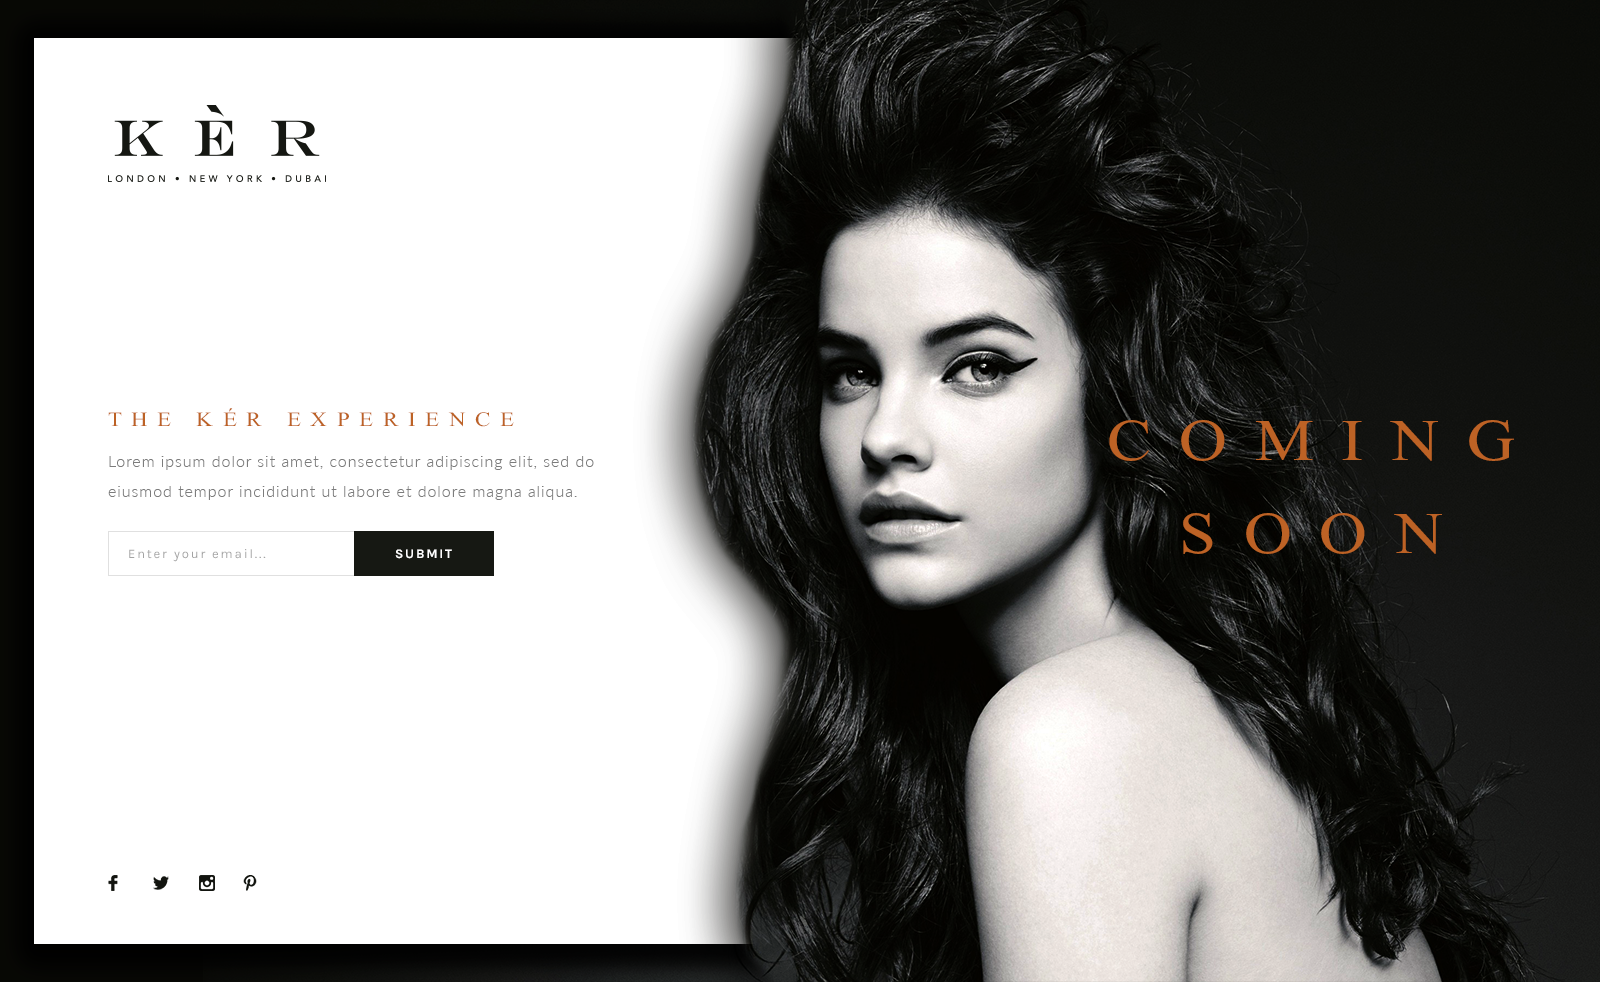 KÈR
LONDON • NEW YORK • DUBAI
THE KÉR EXPERIENCE
Lorem ipsum dolor sit amet, consectetur adipiscing elit, sed do
eiusmod tempor incididunt ut labore et dolore magna aliqua.
Enter your email...
SUBMIT
COMING
SOON